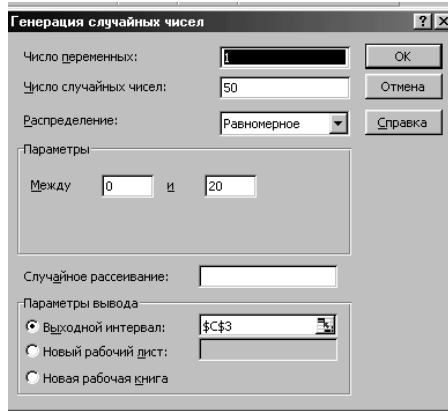 Генерация случайных чисел ? X
Число переменных: 1 OK
Число случайных чисел: 50 Отмена
Распределение: Равномерное Справка
Параметры
Между 0 и 20
Случайное рассеивание:
Параметры вывода
Выходной интервал: $C$3
Новый рабочий лист:
Новая рабочая книга